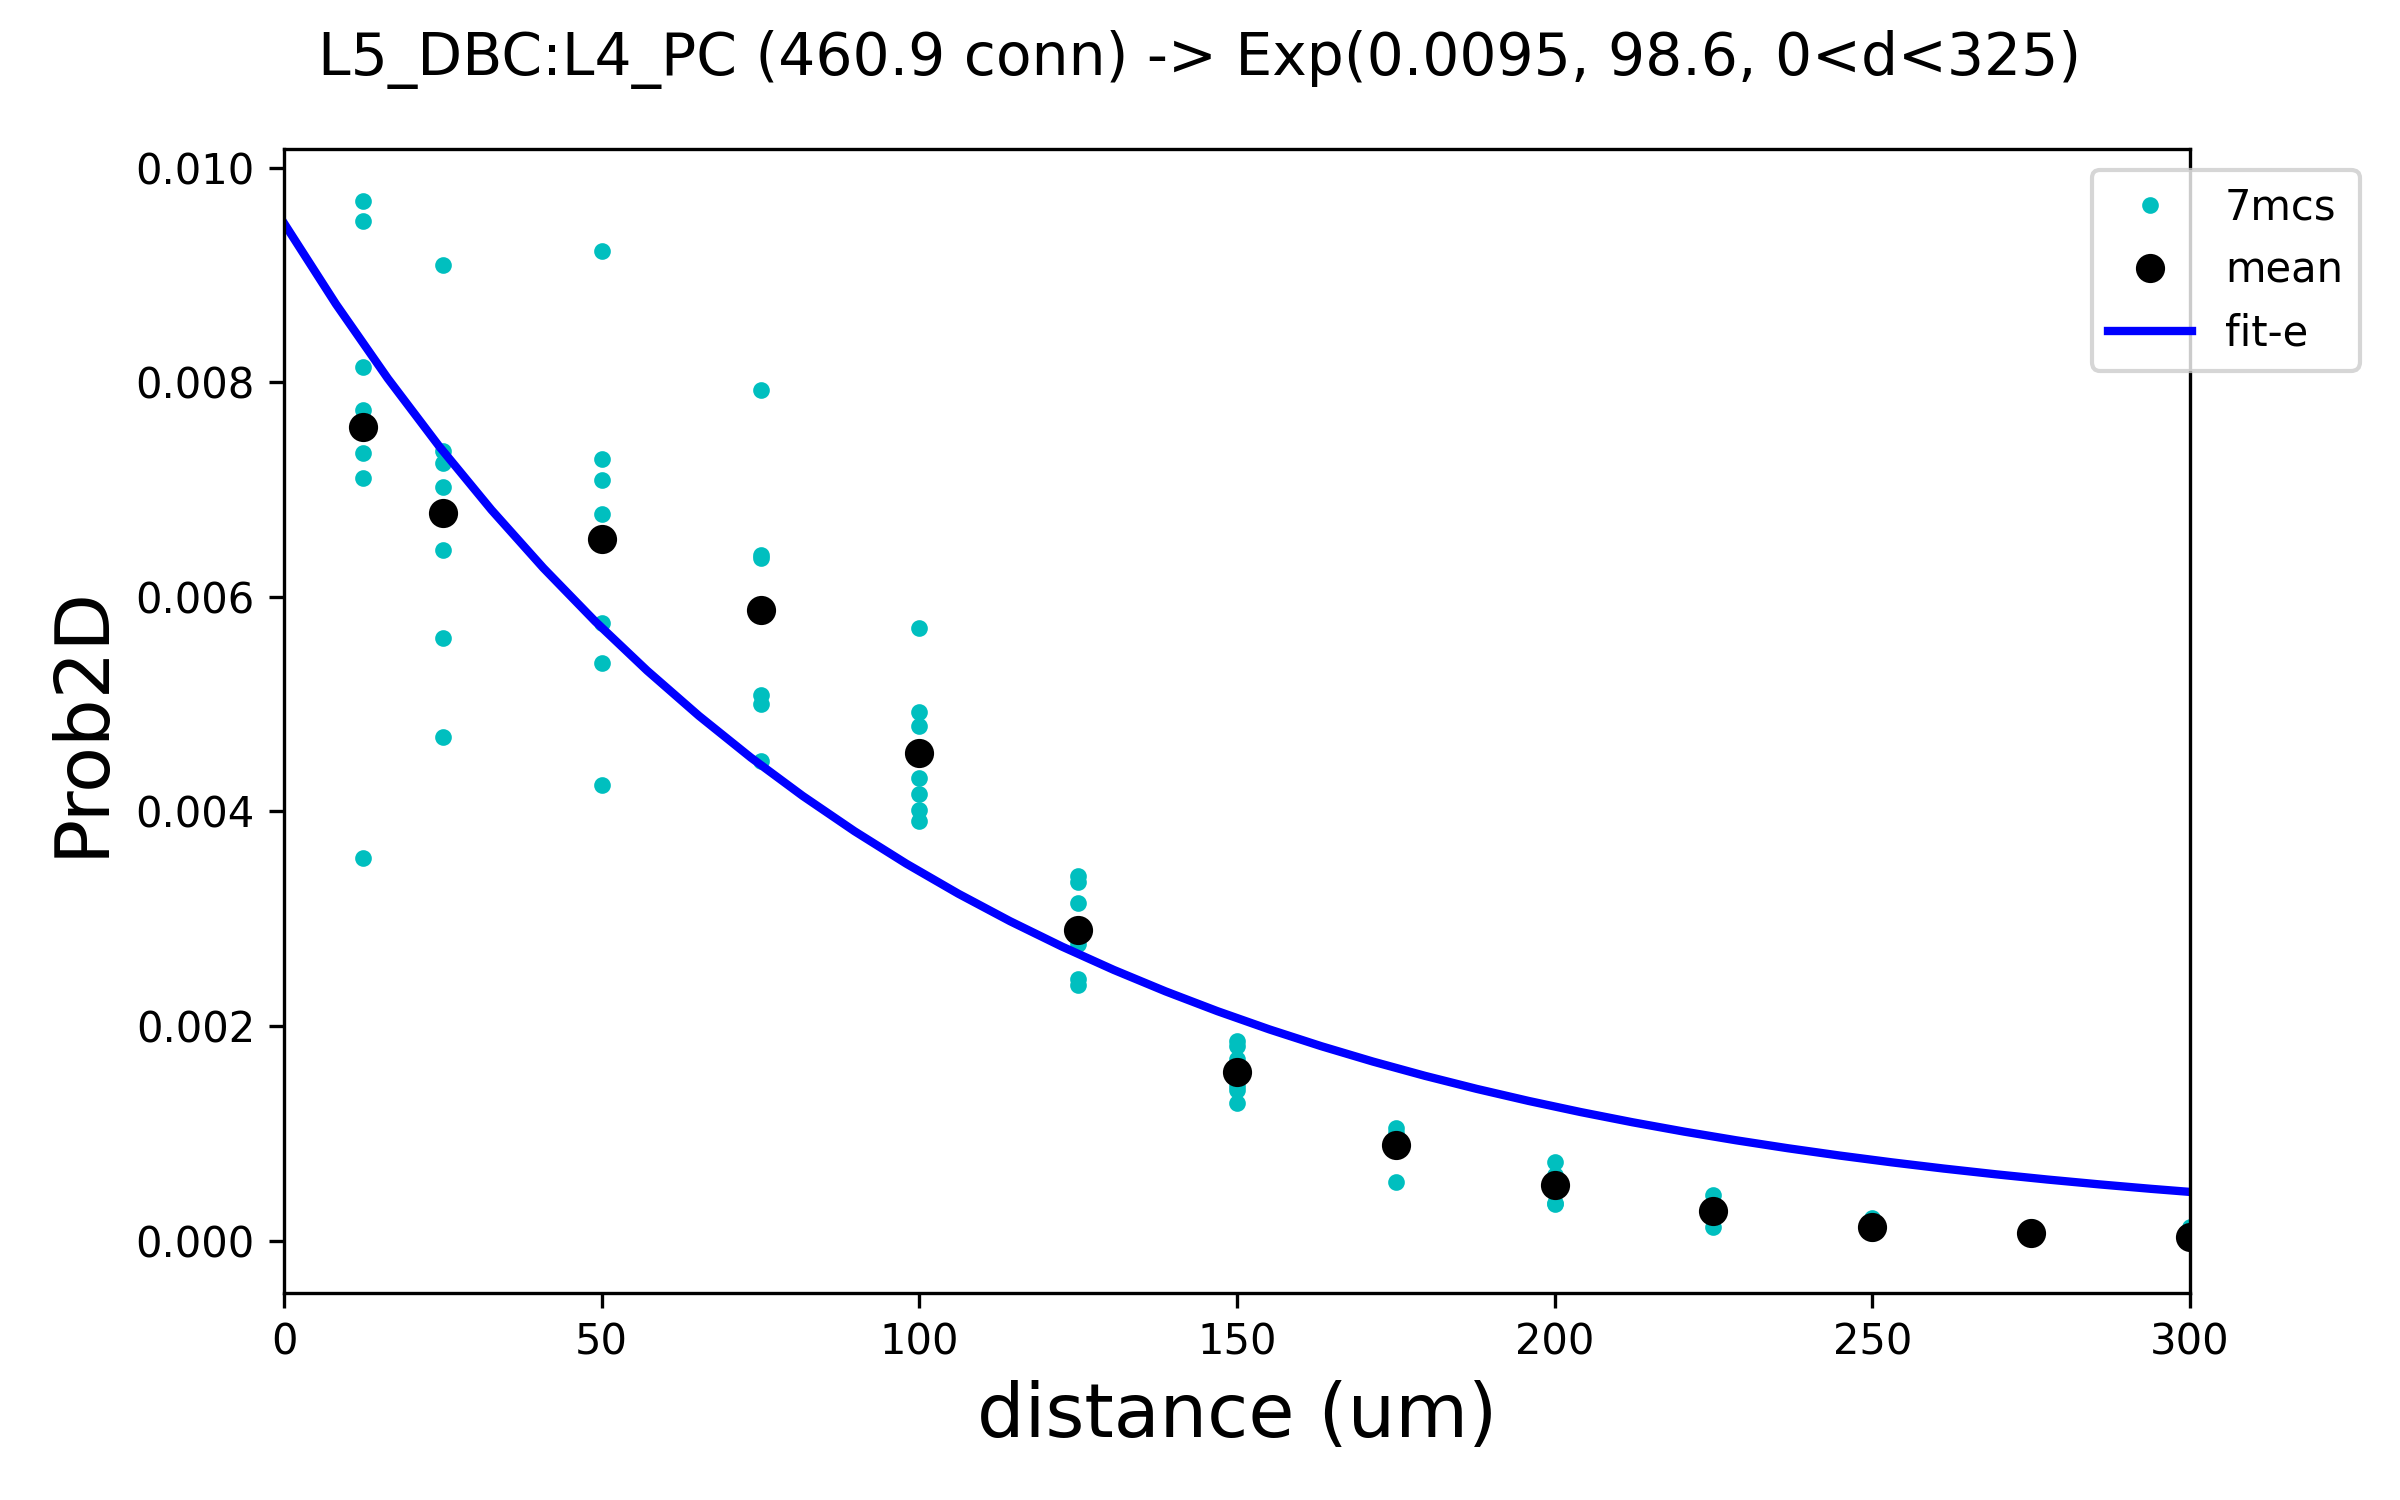 L5_DBC:L4_PC (460.9 conn) -> Exp(0.0095, 98.6, 0<d<325)
0.010
0.008
0.006
0.004
0.002
0.000
Prob2D
7mcs
mean
fit-e
0 50 100 150 200 250 300
distance (um)